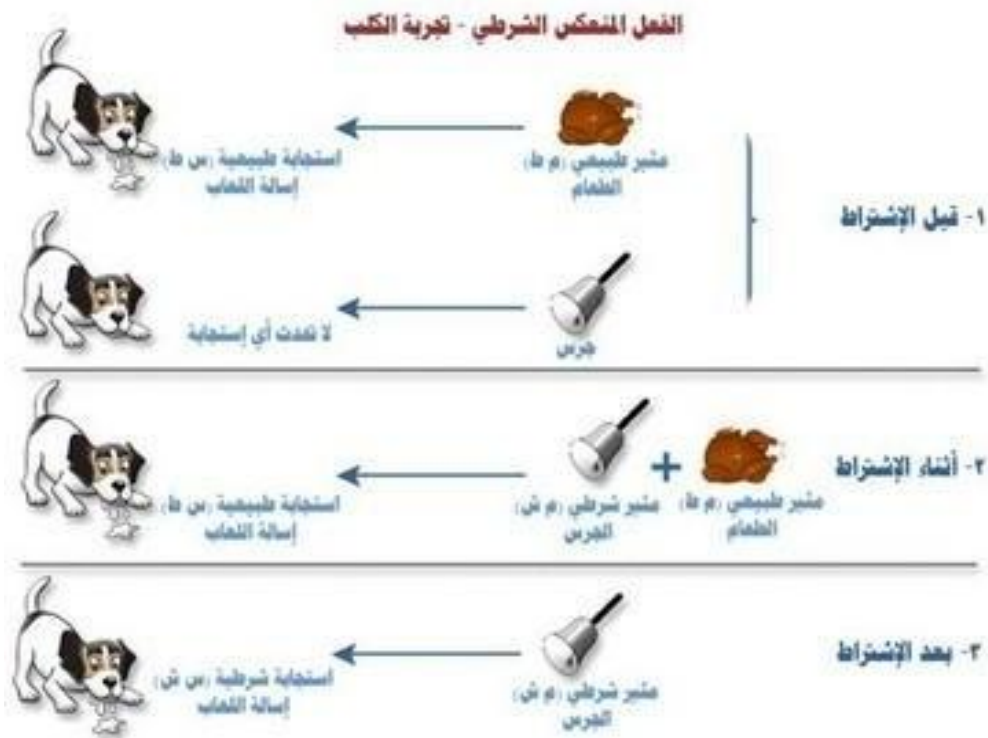 الفعل المنعكس الشرطي - تجربة الكلب
١- قبل الإشتراط
مثير طبيعي (م ط)
الطعام
استجابة طبيعية (س ط)
إسالة اللعاب
جرس
لا تحدث أي إستجابة
٢- أثناء الإشتراط
مثير طبيعي (م ط)
الطعام
+
مثير شرطي (م ش)
الجرس
استجابة طبيعية (س ط)
إسالة اللعاب
٣- بعد الإشتراط
مثير شرطي (م ش)
الجرس
استجابة شرطية (س ش)
إسالة اللعاب